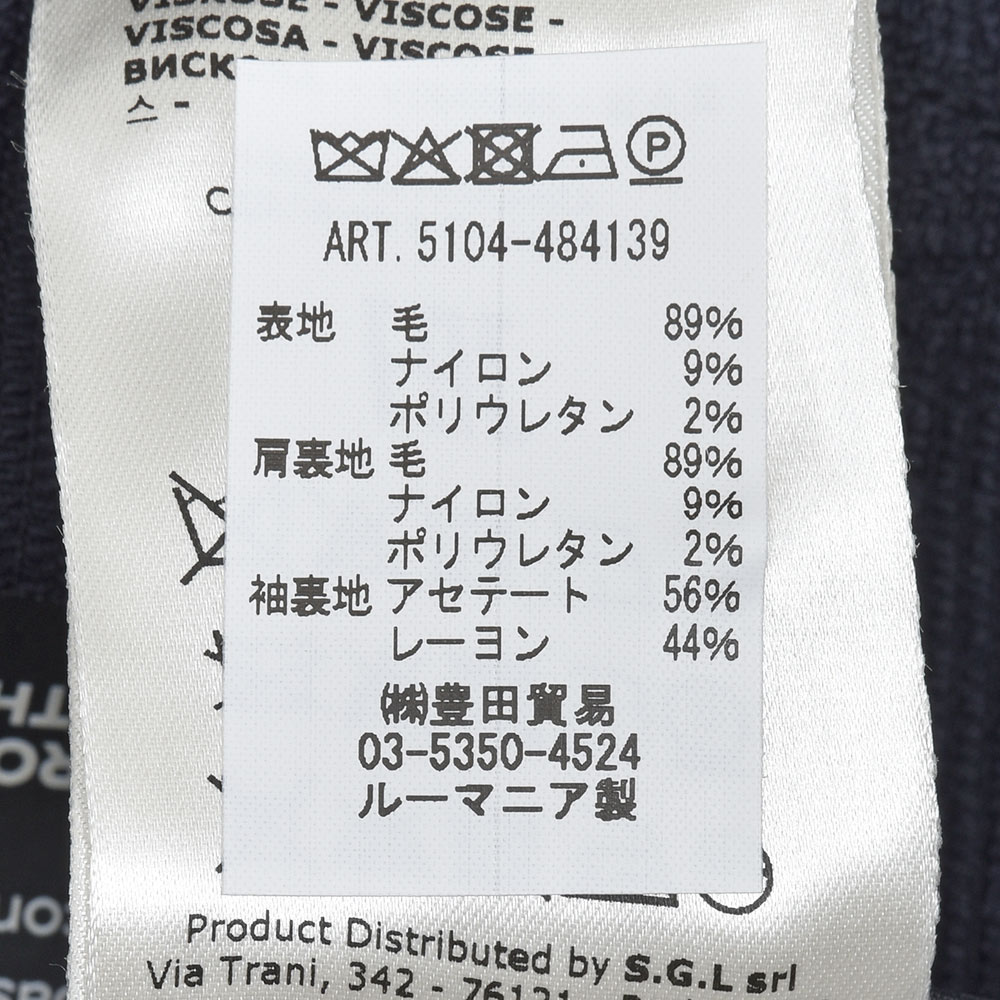 VISKOSE - VISCOSE -
VISCOSA - VISCOSE
ス -
P
ART. 5104-484139
表地 毛 89%
ナイロン 9%
ポリウレタン 2%
肩裏地 毛 89%
ナイロン 9%
ポリウレタン 2%
袖裏地 アセテート 56%
レーヨン 44%
㈱豊田貿易
03-5350-4524
ルーマニア製
Product Distributed by S.G.L srl
Via Trani, 342 - 76121 -